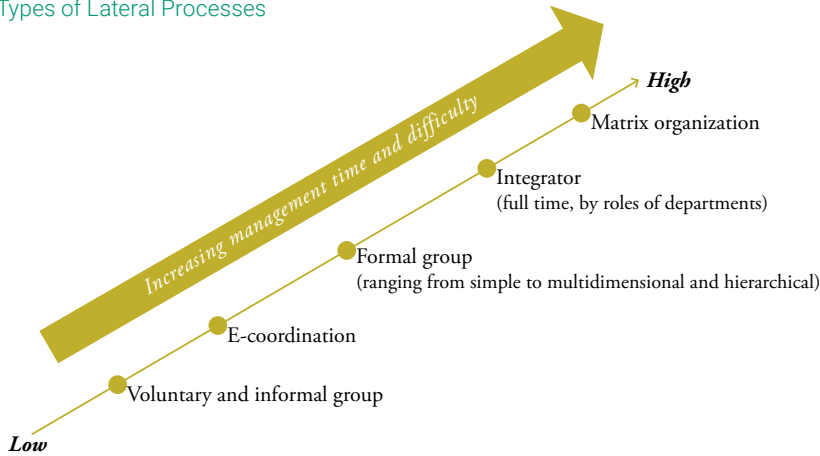 Types of Lateral Processes
High
Matrix organization
Integrator
(full time, by roles of departments)
Increasing management time and difficulty
Formal group
(ranging from simple to multidimensional and hierarchical)
E-coordination
Voluntary and informal group
Low